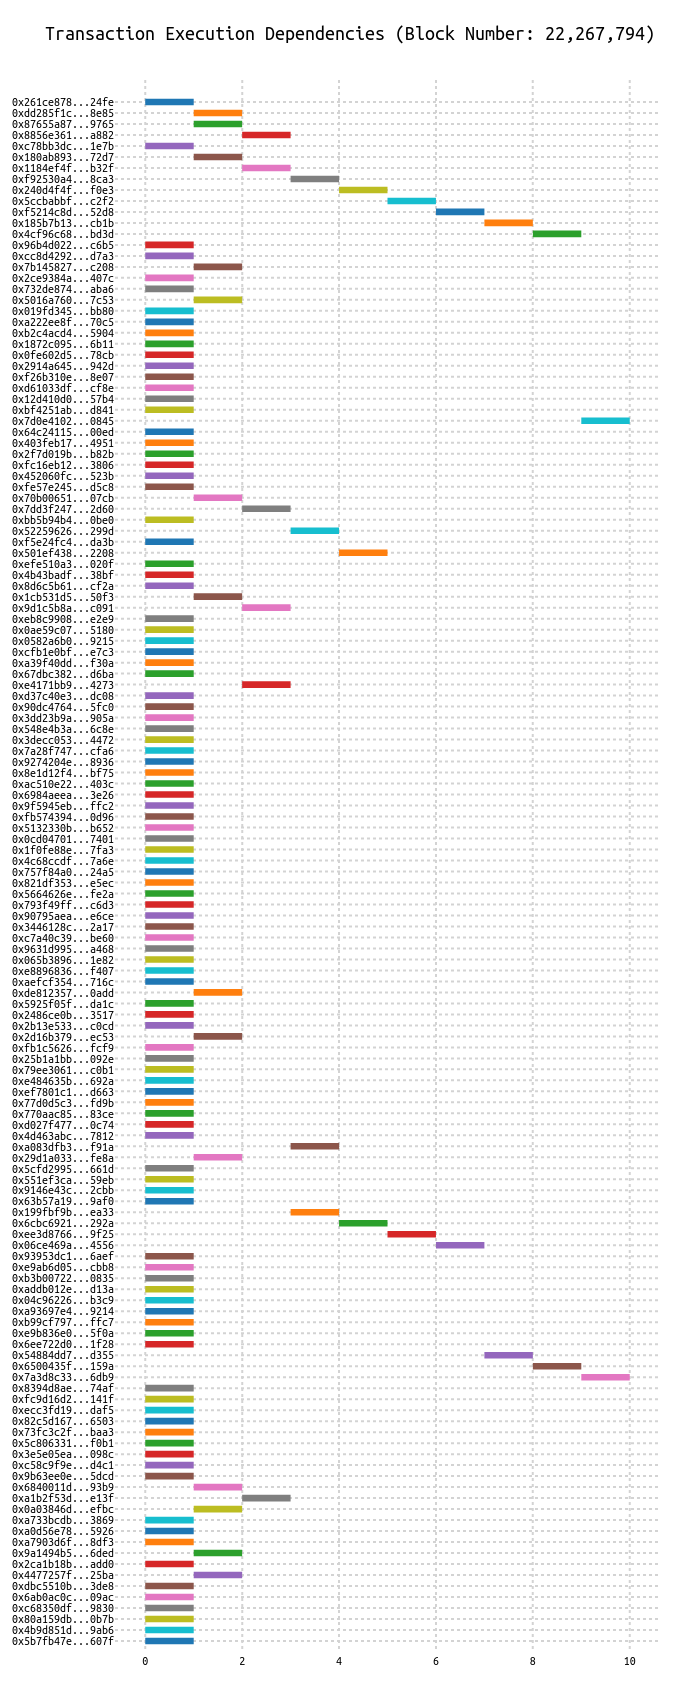 Transaction Execution Dependencies (Block Number: 22,267,794)
0x261ce878...24fe
0xdd285f1c...8e85
0x87655a87...9765
0x8856e361...a882
0xc78bb3dc...1e7b
0x180ab893...72d7
0x1184ef4f...b32f
0xf92530a4...8ca3
0x240d4f4f...f0e3
0x5ccbabbf...c2f2
0xf5214c8d...52d8
0x185b7b13...cb1b
0x4cf96c68...bd3d
0x96b4d022...c6b5
0xcc8d4292...d7a3
0x7b145827...c208
0x2ce9384a...407c
0x732de874...aba6
0x5016a760...7c53
0x019fd345...bb80
0xa222ee8f...70c5
0xb2c4acd4...5904
0x1872c095...6b11
0x0fe602d5...78cb
0x2914a645...942d
0xf26b310e...8e07
0xd61033df...cf8e
0x12d410d0...57b4
0xbf4251ab...d841
0x7d0e4102...0845
0x64c24115...00ed
0x403feb17...4951
0x2f7d019b...b82b
0xfc16eb12...3806
0x452060fc...523b
0xfe57e245...d5c8
0x70b00651...07cb
0x7dd3f247...2d60
0xbb5b94b4...0be0
0x52259626...299d
0xf5e24fc4...da3b
0x501ef438...2208
0xefe510a3...020f
0x4b43badf...38bf
0x8d6c5b61...cf2a
0x1cb531d5...50f3
0x9d1c5b8a...c091
0xeb8c9908...e2e9
0x0ae59c07...5180
0x0582a6b0...9215
0xcfb1e0bf...e7c3
0xa39f40dd...f30a
0x67dbc382...d6ba
0xe4171bb9...4273
0xd37c40e3...dc08
0x90dc4764...5fc0
0x3dd23b9a...905a
0x548e4b3a...6c8e
0x3decc053...4472
0x7a28f747...cfa6
0x9274204e...8936
0x8e1d12f4...bf75
0xac510e22...403c
0x6984aeea...3e26
0x9f5945eb...ffc2
0xfb574394...0d96
0x5132330b...b652
0x0cd04701...7401
0x1f0fe88e...7fa3
0x4c68ccdf...7a6e
0x757f84a0...24a5
0x821df353...e5ec
0x5664626e...fe2a
0x793f49ff...c6d3
0x90795aea...e6ce
0x3446128c...2a17
0xc7a40c39...be60
0x9631d995...a468
0x065b3896...1e82
0xe8896836...f407
0xaefcf354...716c
0xde812357...0add
0x5925f05f...da1c
0x2486ce0b...3517
0x2b13e533...c0cd
0x2d16b379...ec53
0xfb1c5626...fcf9
0x25b1a1bb...092e
0x79ee3061...c0b1
0xe484635b...692a
0xef7801c1...d663
0x77d0d5c3...fd9b
0x770aac85...83ce
0xd027f477...0c74
0x4d463abc...7812
0xa083dfb3...f91a
0x29d1a033...fe8a
0x5cfd2995...661d
0x551ef3ca...59eb
0x9146e43c...2cbb
0x63b57a19...9af0
0x199fbf9b...ea33
0x6cbc6921...292a
0xee3d8766...9f25
0x06ce469a...4556
0x93953dc1...6aef
0xe9ab6d05...cbb8
0xb3b00722...0835
0xaddb012e...d13a
0x04c96226...b3c9
0xa93697e4...9214
0xb99cf797...ffc7
0xe9b836e0...5f0a
0x6ee722d0...1f28
0x54884dd7...d355
0x6500435f...159a
0x7a3d8c33...6db9
0x8394d8ae...74af
0xfc9d16d2...141f
0xecc3fd19...daf5
0x82c5d167...6503
0x73fc3c2f...baa3
0x5c806331...f0b1
0x3e5e05ea...098c
0xc58c9f9e...d4c1
0x9b63ee0e...5dcd
0x6840011d...93b9
0xa1b2f53d...e13f
0x0a03846d...efbc
0xa733bcdb...3869
0xa0d56e78...5926
0xa7903d6f...8df3
0x9a1494b5...6ded
0x2ca1b18b...add0
0x4477257f...25ba
0xdbc5510b...3de8
0x6ab0ac0c...09ac
0xc68350df...9830
0x80a159db...0b7b
0x4b9d851d...9ab6
0x5b7fb47e...607f
0 2 4 6 8 10